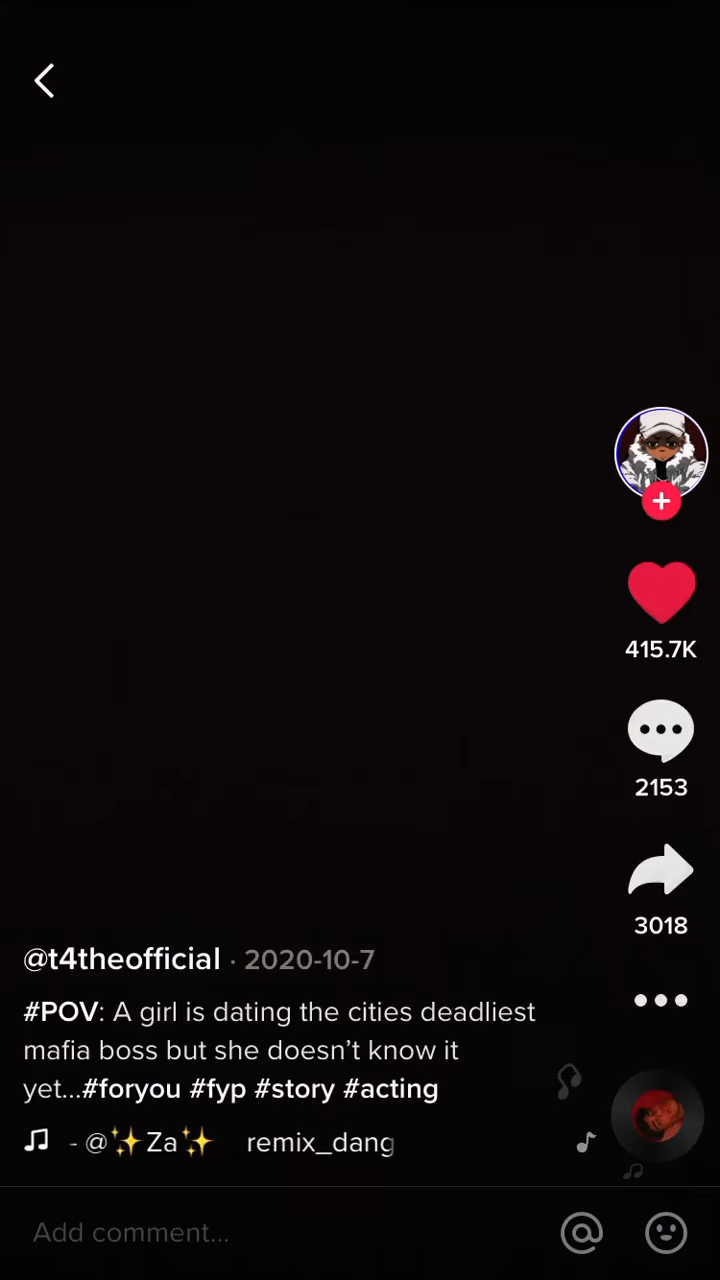 415.7K
2153
3018
@t4theofficial · 2020-10-7
#POV: A girl is dating the cities deadliest
mafia boss but she doesn’t know it
yet...#foryou #fyp #story #acting
- @✨Za✨ remix_dang
Add comment...